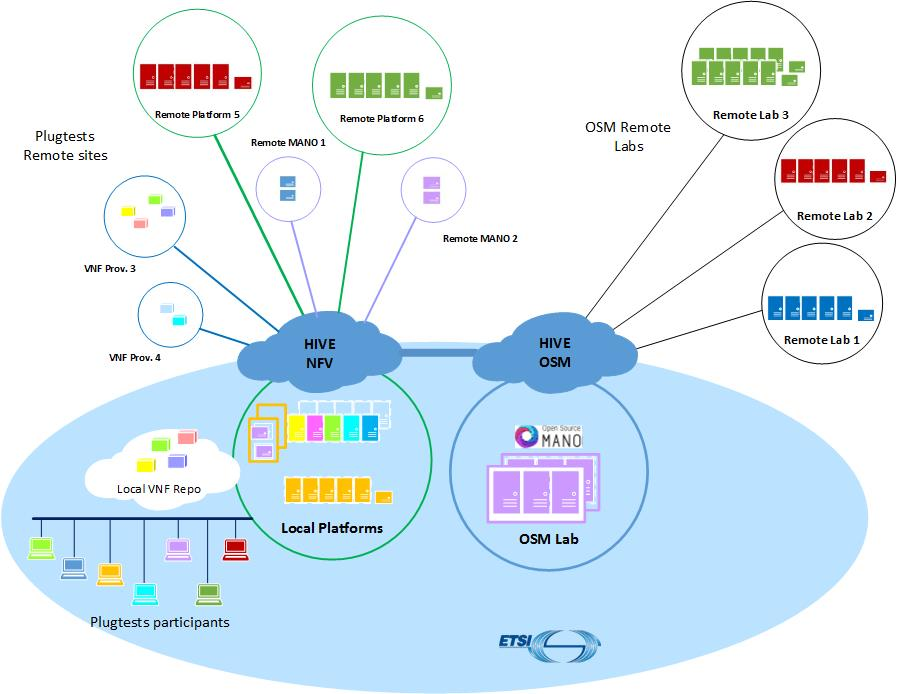 Remote Platform 5
Remote Platform 6
Remote Lab 3
Plugtests
Remote sites
OSM Remote
Labs
Remote MANO 1
Remote MANO 2
Remote Lab 2
VNF Prov. 3
VNF Prov. 4
Remote Lab 1
HIVE
NFV
HIVE
OSM
Open Source
MANO
Local VNF Repo
Local Platforms
OSM Lab
Plugtests participants
ETSI